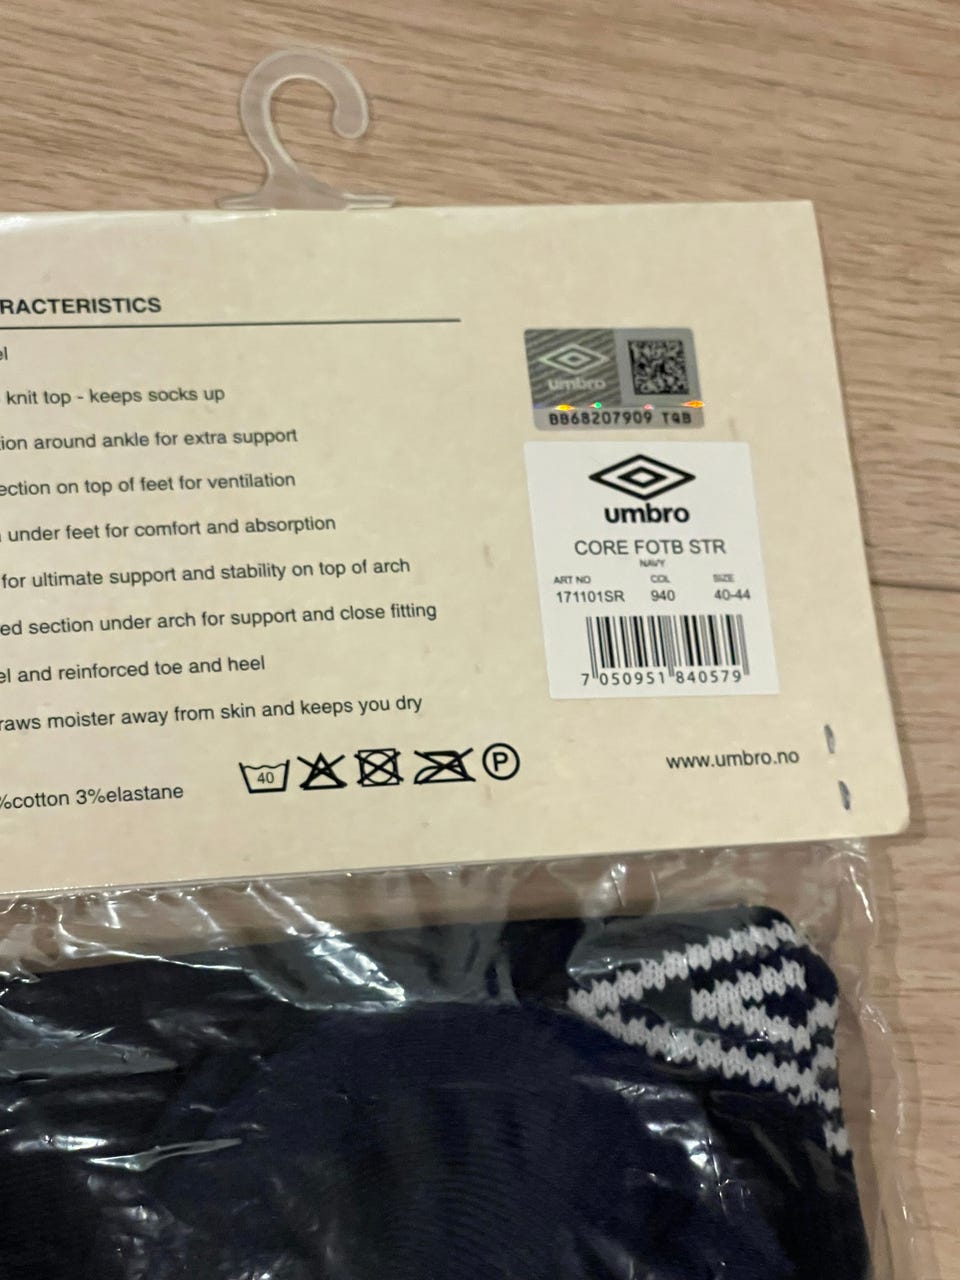 RACTERISTICS
el
knit top - keeps socks up
ion around ankle for extra support
ection on top of feet for ventilation
under feet for comfort and absorption
for ultimate support and stability on top of arch
ed section under arch for support and close fitting
el and reinforced toe and heel
raws moister away from skin and keeps you dry
%cotton 3%elastane
40
P
umbro
BB68207909 T4B
umbro
CORE FOTB STR
NAVY
ART NO COL SIZE
171101SR 940 40-44
7 050951 840579
www.umbro.no